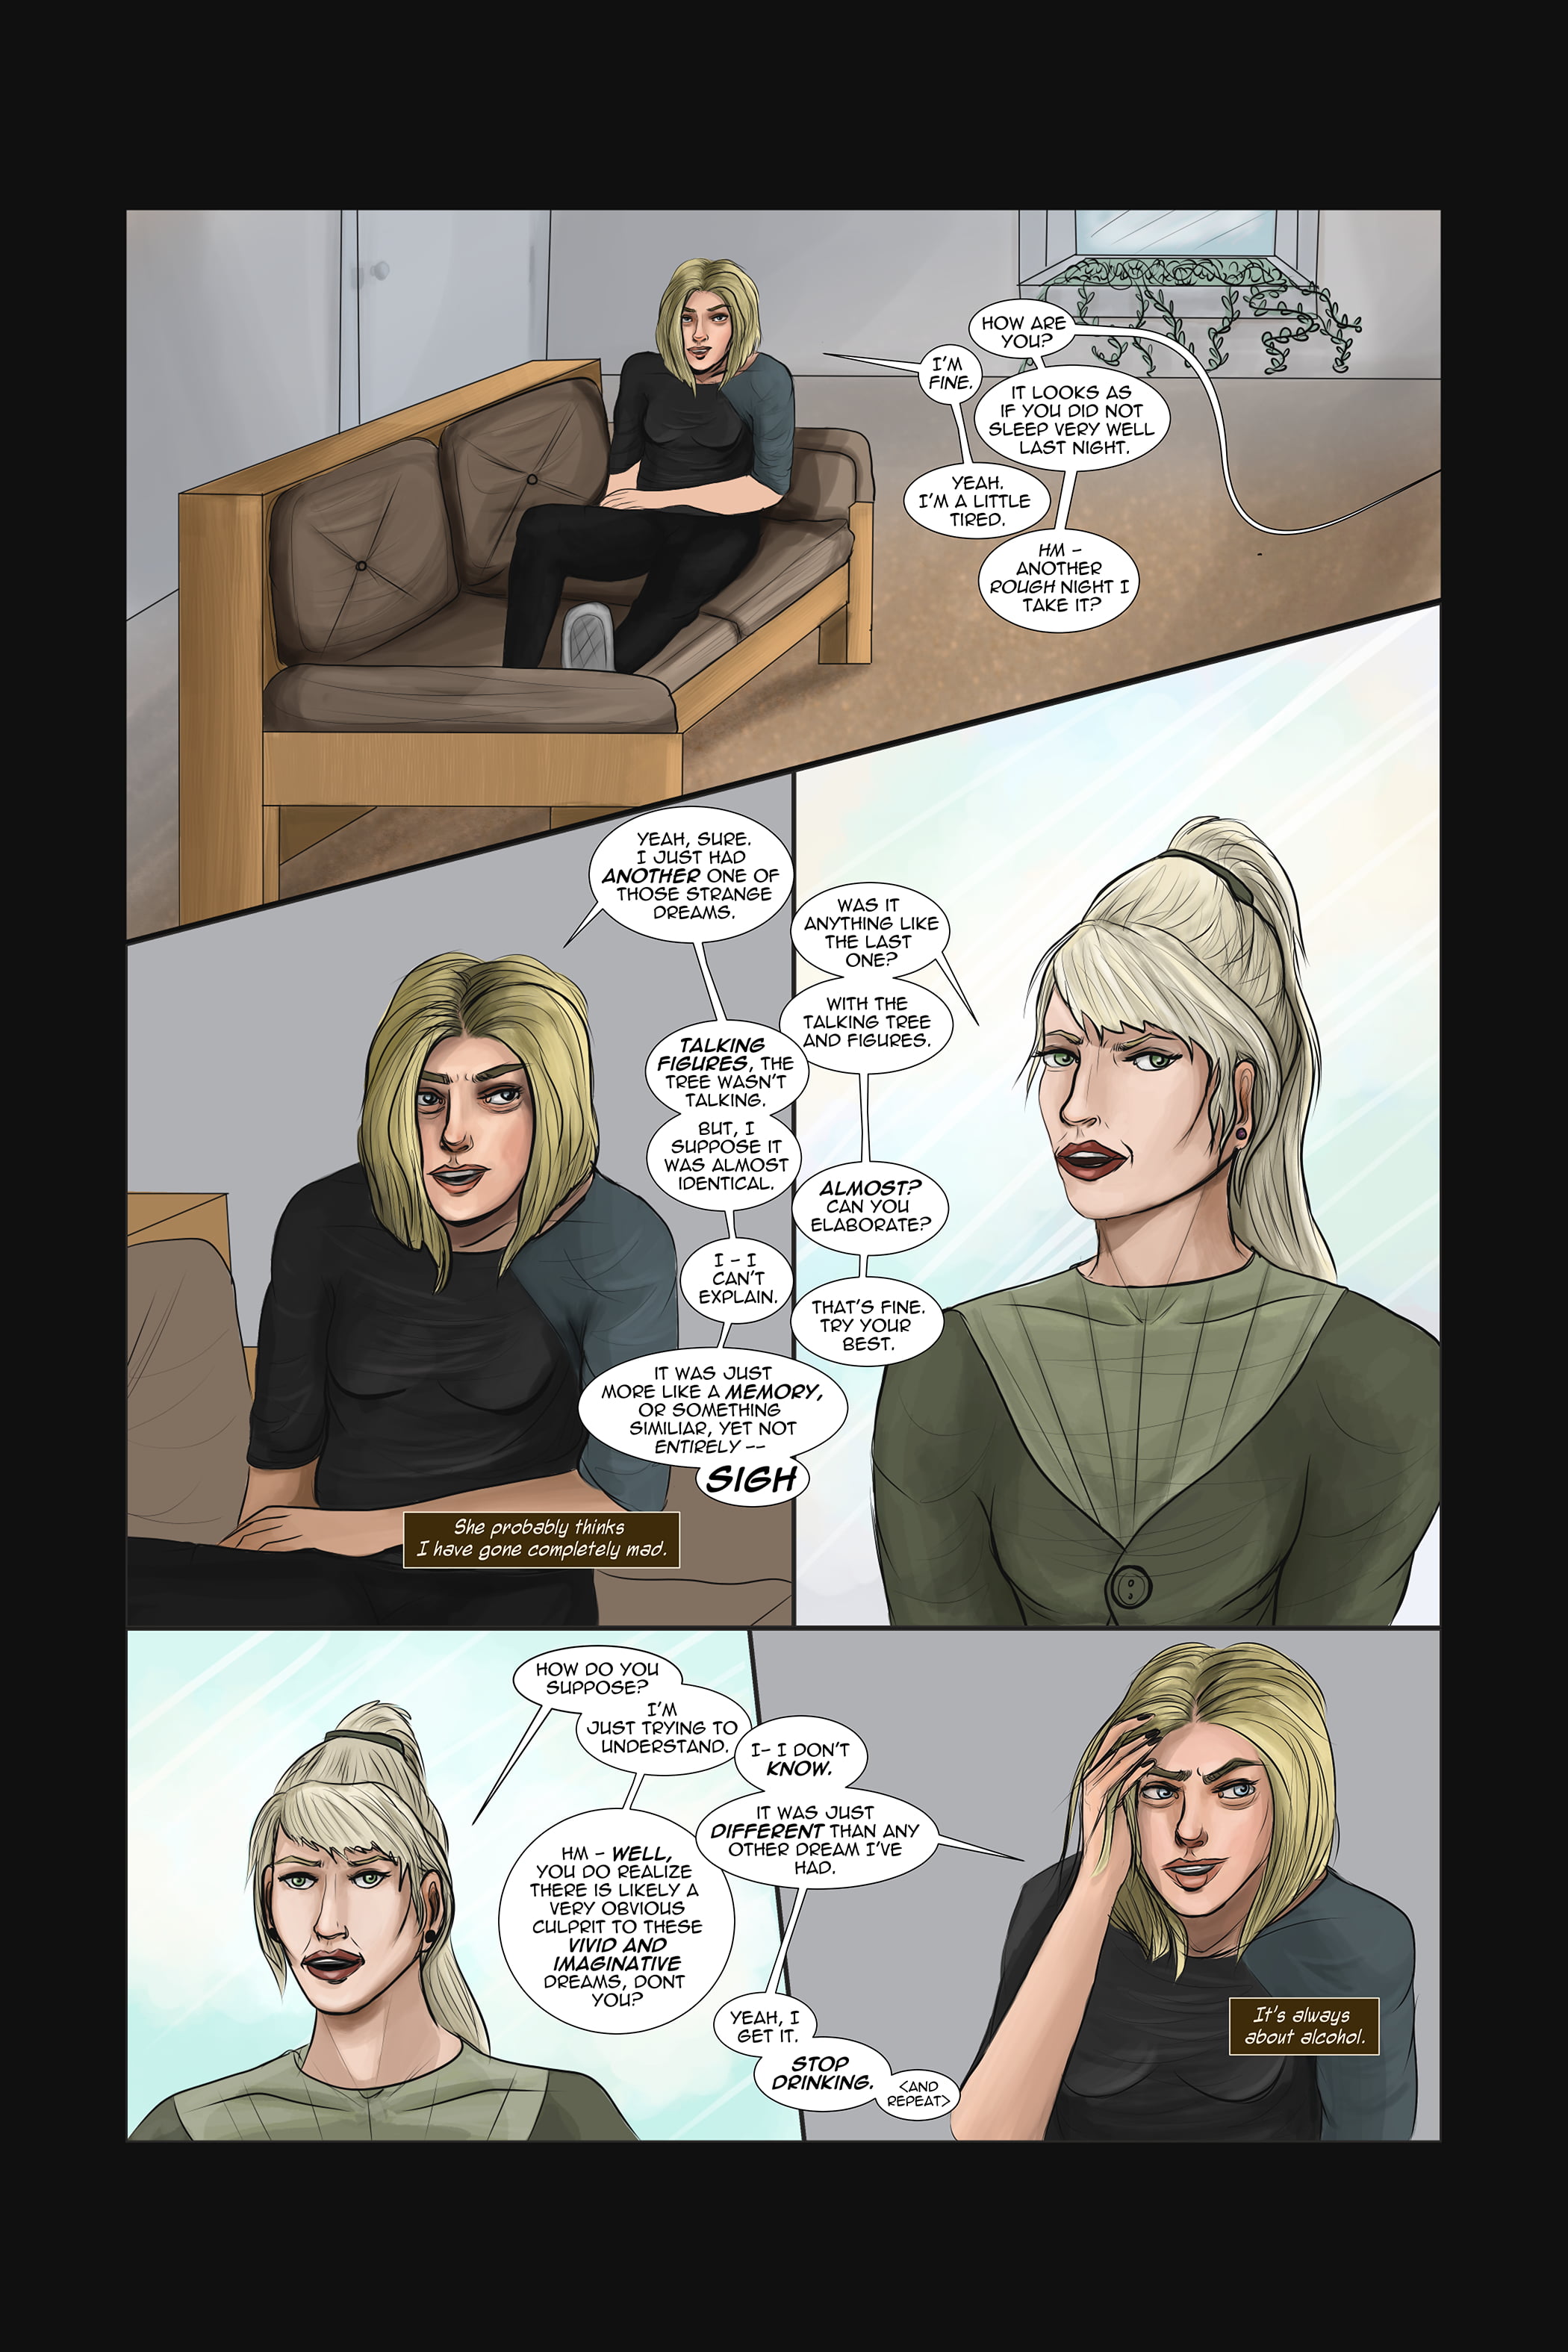 HOW ARE
YOU?
I'M
FINE.
IT LOOKS AS
IF YOU DID NOT
SLEEP VERY WELL
LAST NIGHT.
YEAH.
I'M A LITTLE
TIRED.
HM –
ANOTHER
ROUGH NIGHT I
TAKE IT?
YEAH, SURE.
I JUST HAD
ANOTHER ONE OF
THOSE STRANGE
DREAMS.
WAS IT
ANYTHING LIKE
THE LAST
ONE?
WITH THE
TALKING TREE
AND FIGURES.
TALKING
FIGURES, THE
TREE WASN'T
TALKING.
BUT, I
SUPPOSE IT
WAS ALMOST
IDENTICAL.
ALMOST?
CAN YOU
ELABORATE?
I – I
CAN'T
EXPLAIN.
THAT'S FINE.
TRY YOUR
BEST.
IT WAS JUST
MORE LIKE A MEMORY,
OR SOMETHING
SIMILIAR, YET NOT
ENTIRELY --
SIGH
She probably thinks
I have gone completely mad.
HOW DO YOU
SUPPOSE?
I'M
JUST TRYING TO
UNDERSTAND.
I– I DON'T
KNOW.
IT WAS JUST
DIFFERENT THAN ANY
OTHER DREAM I'VE
HAD.
HM – WELL,
YOU DO REALIZE
THERE IS LIKELY A
VERY OBVIOUS
CULPRIT TO THESE
VIVID AND
IMAGINATIVE
DREAMS, DONT
YOU?
YEAH, I
GET IT.
STOP
DRINKING.
<AND
REPEAT>
It's always
about alcohol.